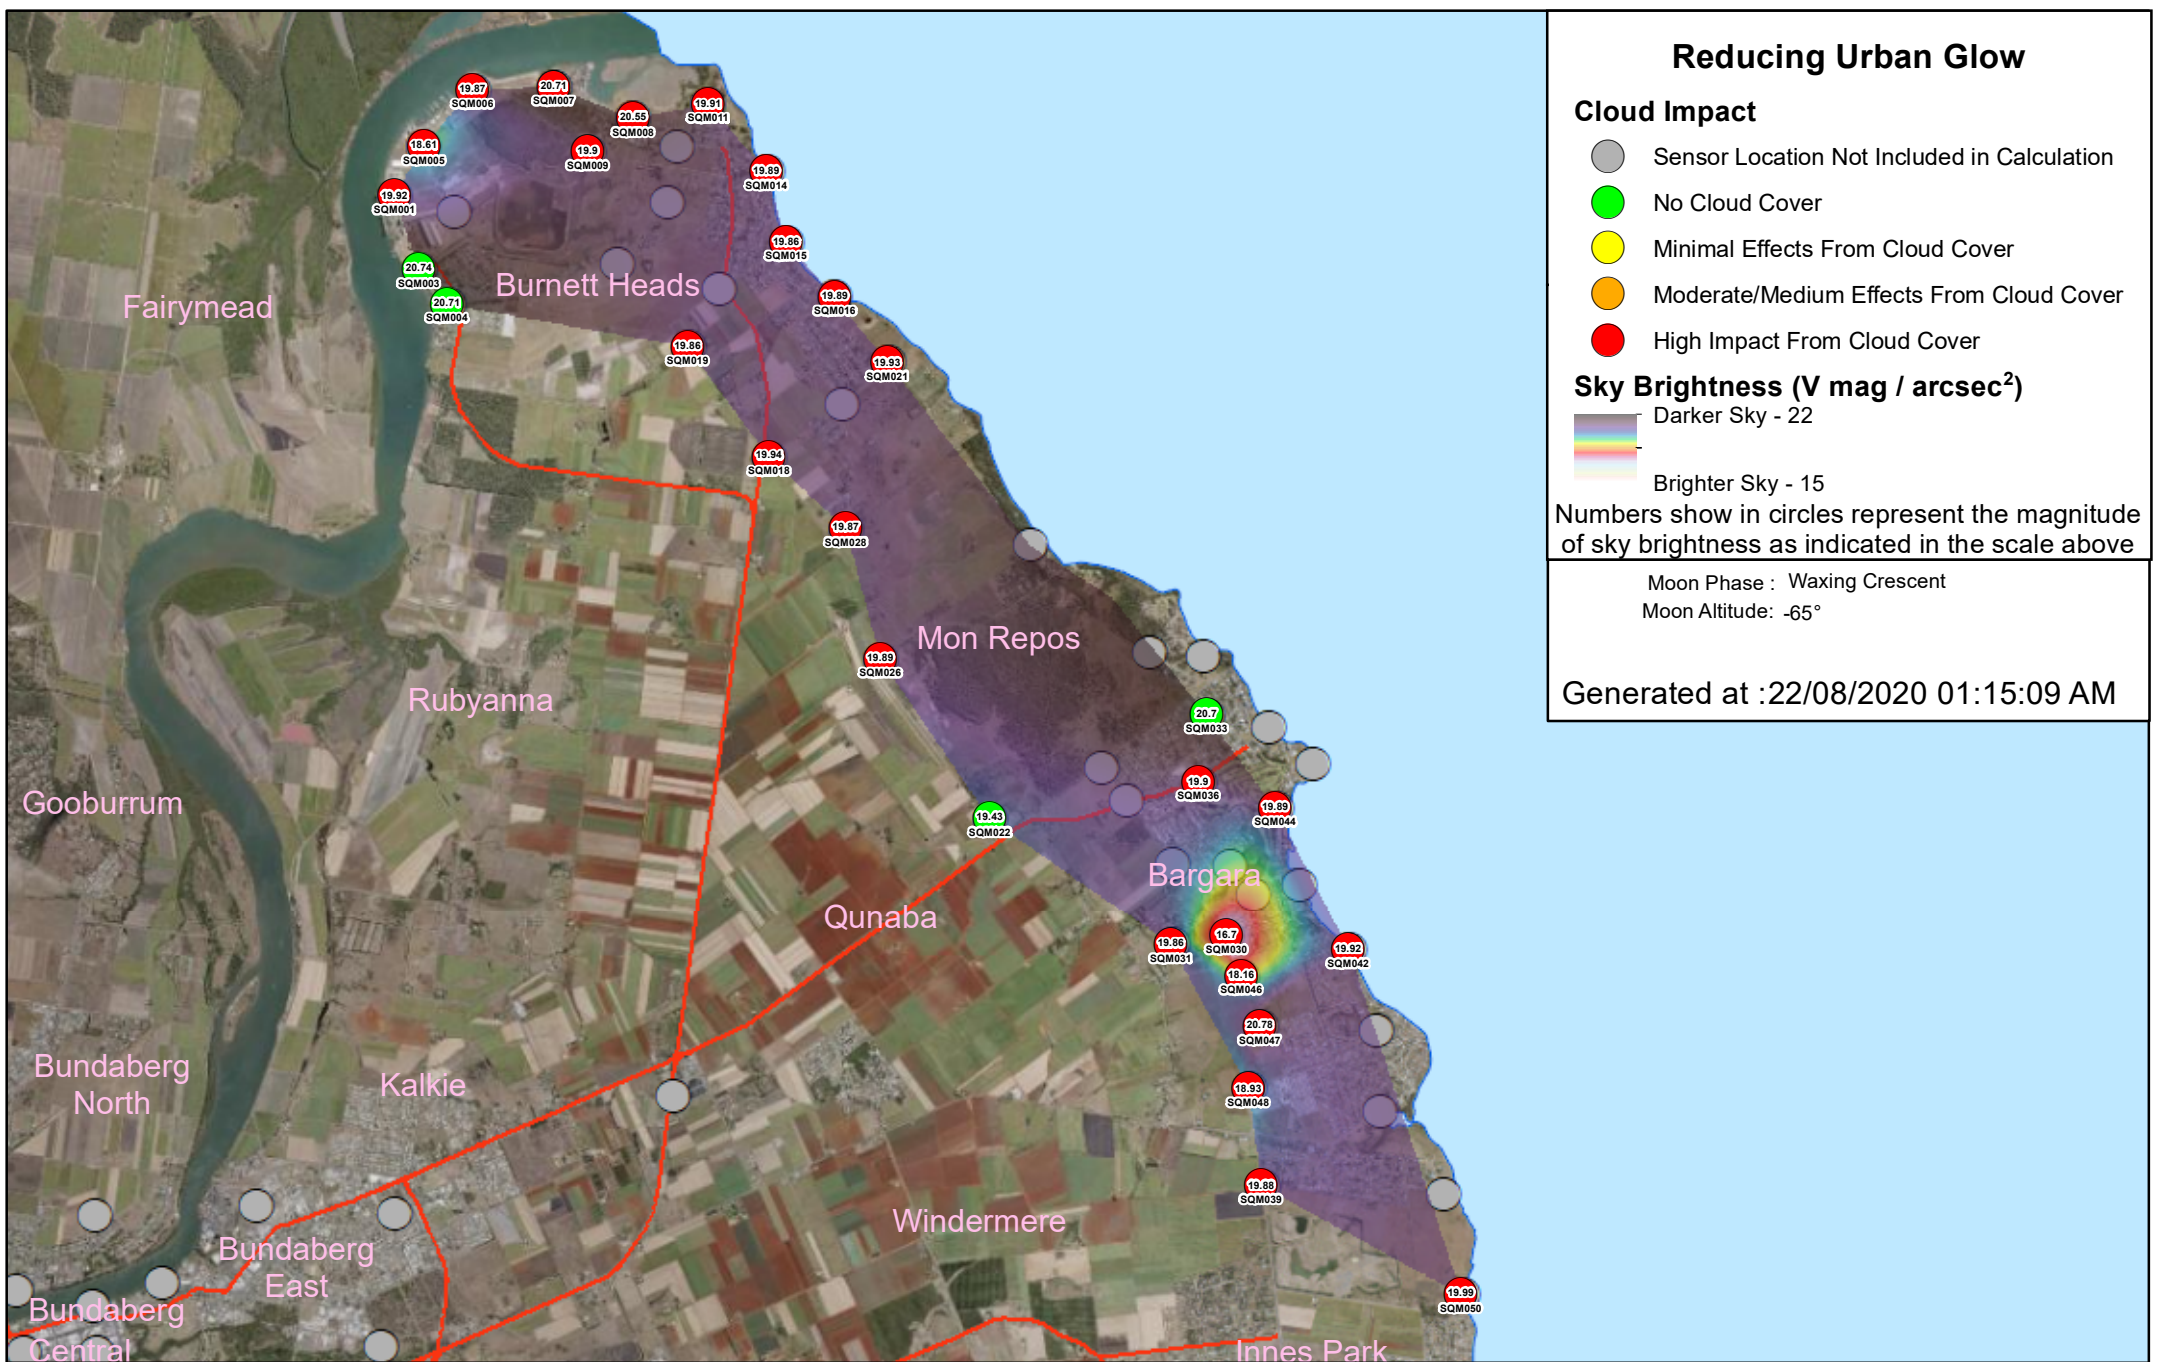 Reducing Urban Glow
Cloud Impact
Sensor Location Not Included in Calculation
No Cloud Cover
Minimal Effects From Cloud Cover
Moderate/Medium Effects From Cloud Cover
High Impact From Cloud Cover
Sky Brightness (V mag / arcsec²)
Darker Sky - 22
Brighter Sky - 15
Numbers show in circles represent the magnitude
of sky brightness as indicated in the scale above
Moon Phase : Waxing Crescent
Moon Altitude: -65°
Generated at :22/08/2020 01:15:09 AM
19.87
SQM006
20.71
SQM007
20.55
SQM008
19.91
SQM011
18.61
SQM005
19.9
SQM009
19.89
SQM014
19.92
SQM001
19.86
SQM015
20.74
SQM003
20.71
SQM004
Burnett Heads
Fairymead
19.89
SQM016
19.86
SQM019
19.93
SQM021
19.94
SQM018
19.87
SQM028
Mon Repos
19.89
SQM026
Rubyanna
20.7
SQM033
19.9
SQM036
Gooburrum
19.43
SQM022
19.89
SQM044
Bargara
Qunaba
19.86
SQM031
16.7
SQM030
19.92
SQM042
18.16
SQM046
20.78
SQM047
Bundaberg
North
Kalkie
18.93
SQM048
19.88
SQM039
Windermere
Bundaberg
East
19.99
SQM050
Bundaberg
Central
Innes Park